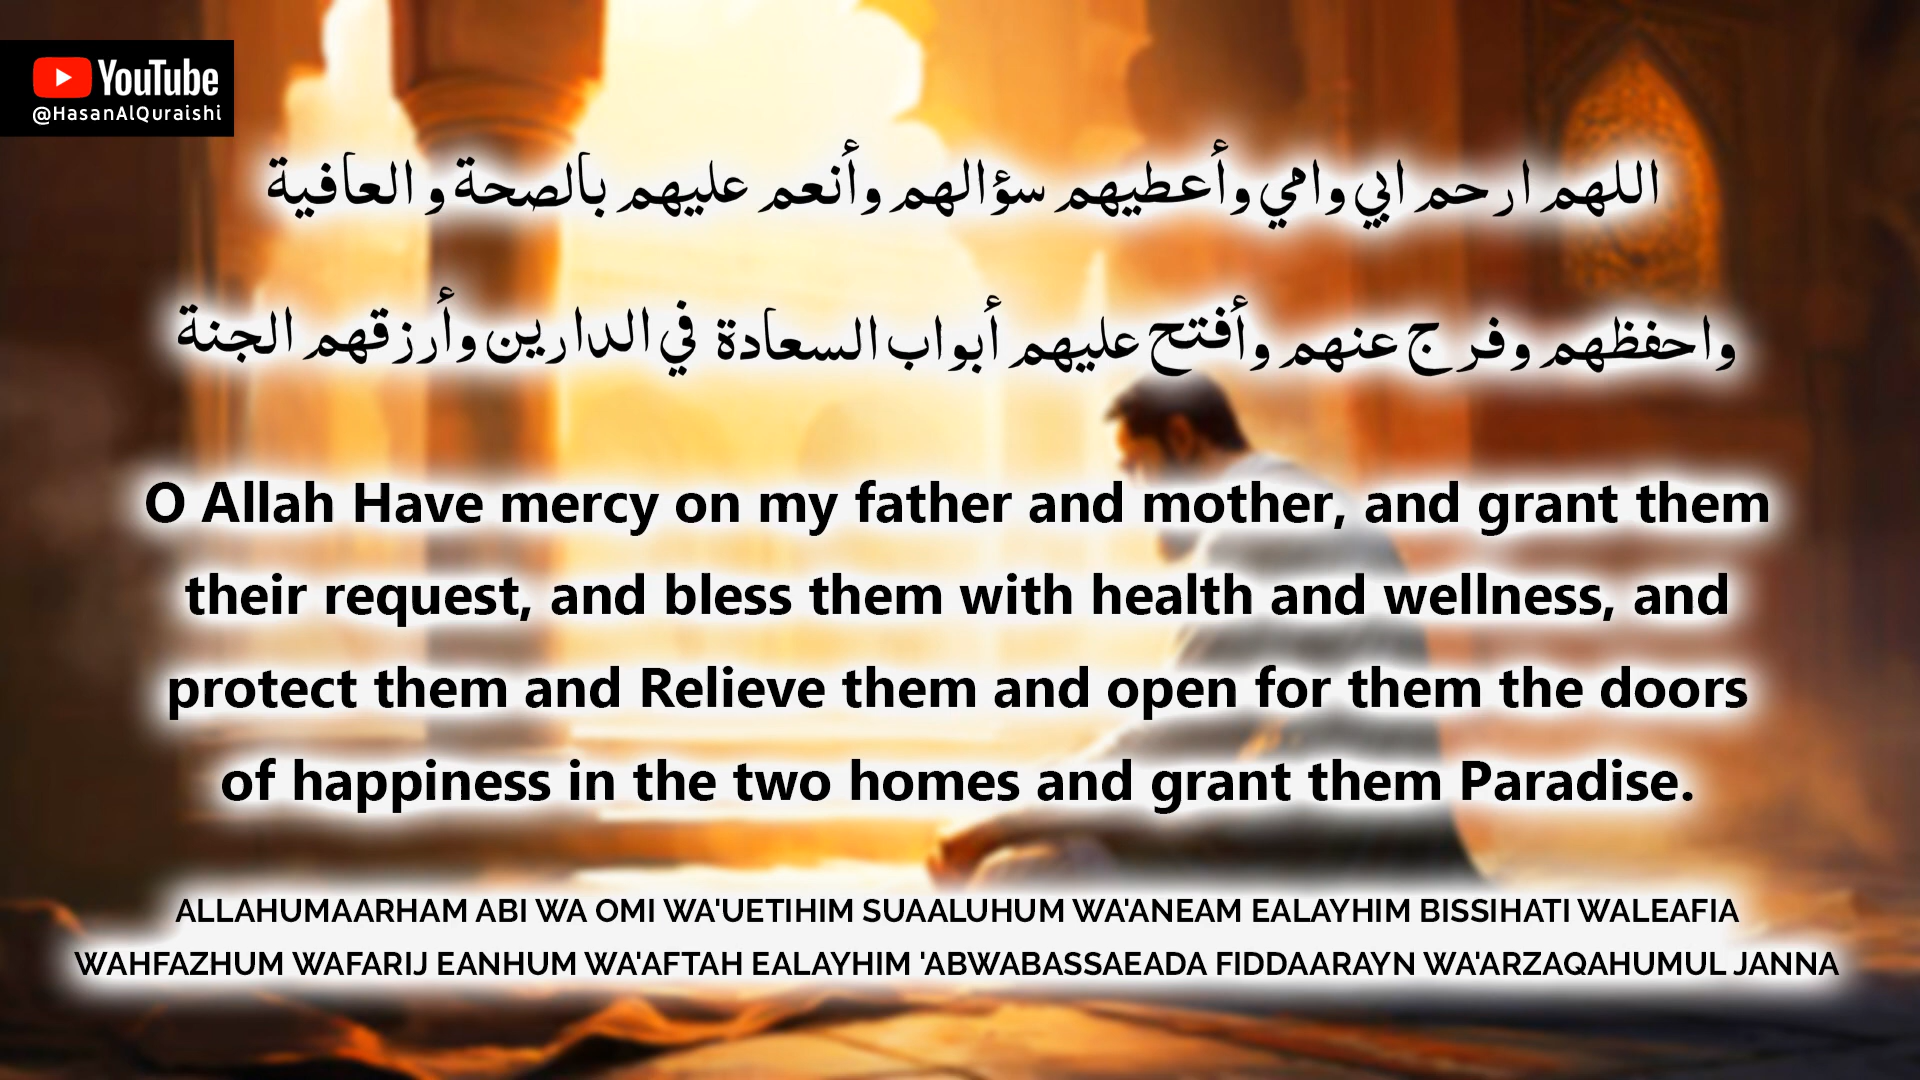 YouTube
@HasanAlQuraishi
اللهم ارحم ابي وامي وأعطيهم سؤالهم وأنعم عليهم بالصحة و العافية
واحفظهم وفرج عنهم وأفتح عليهم أبواب السعادة في الدارين وأرزقهم الجنة
O Allah Have mercy on my father and mother, and grant them
their request, and bless them with health and wellness, and
protect them and Relieve them and open for them the doors
of happiness in the two homes and grant them Paradise.
ALLAHUMAARHAM ABI WA OMI WA'UETIHIM SUAALUHUM WA'ANEAM EALAYHIM BISSIHATI WALEAFIA
WAHFAZHUM WAFARIJ EANHUM WA'AFTAH EALAYHIM 'ABWABASSAEADA FIDDAARAYN WA'ARZAQAHUMUL JANNA